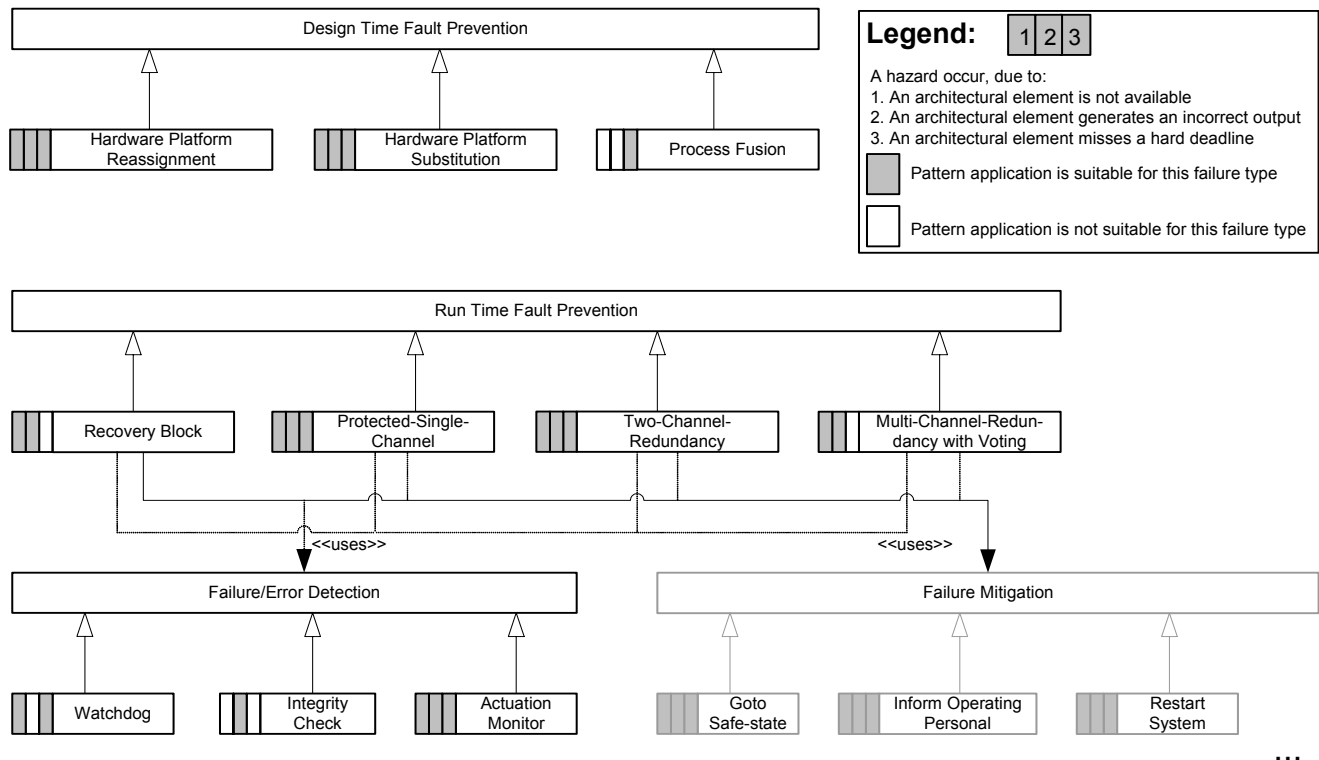 Design Time Fault Prevention
Hardware Platform
Reassignment
Hardware Platform
Substitution
Process Fusion
Legend:
1 2 3
A hazard occur, due to:
1. An architectural element is not available
2. An architectural element generates an incorrect output
3. An architectural element misses a hard deadline
Pattern application is suitable for this failure type
Pattern application is not suitable for this failure type
Run Time Fault Prevention
Recovery Block
Protected-Single-
Channel
Two-Channel-
Redundancy
Multi-Channel-Redun-
dancy with Voting
<<uses>>
<<uses>>
Failure/Error Detection
Failure Mitigation
Watchdog
Integrity
Check
Actuation
Monitor
Goto
Safe-state
Inform Operating
Personal
Restart
System
...